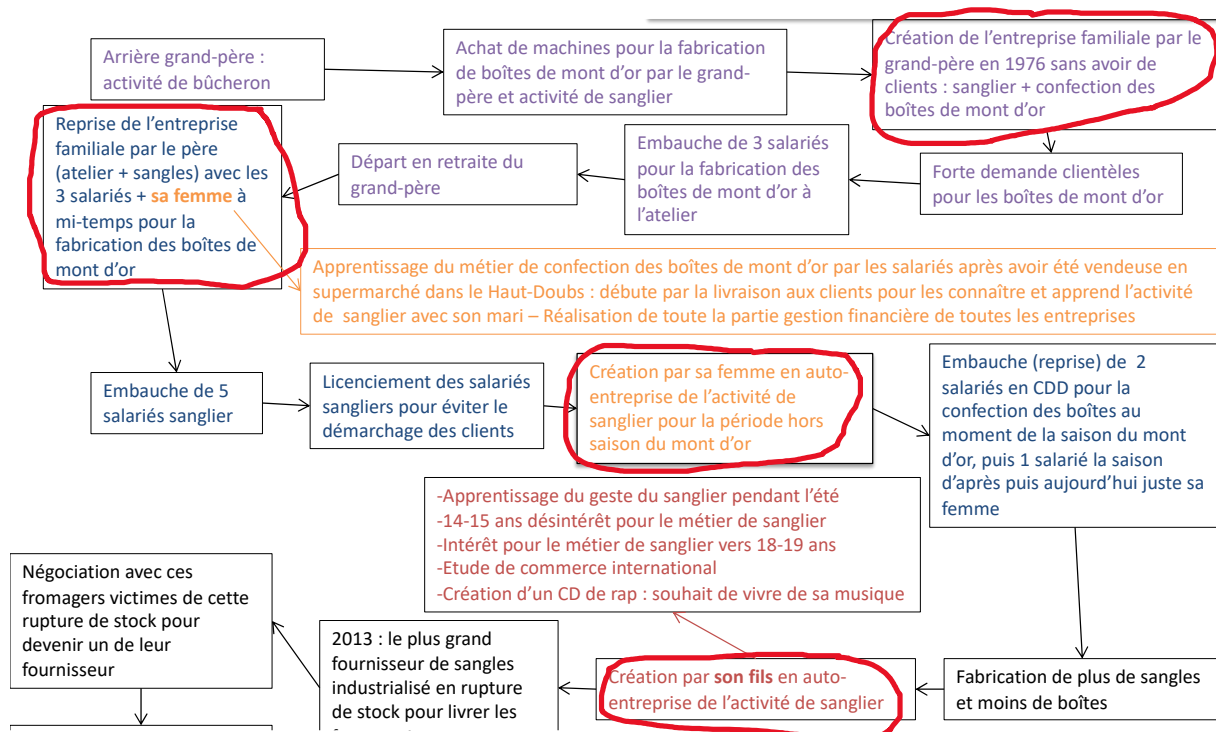 Arrière grand-père :
activité de bûcheron
Achat de machines pour la fabrication
de boîtes de mont d'or par le grand-
père et activité de sanglier
Création de l'entreprise familiale par le
grand-père en 1976 sans avoir de
clients : sanglier + confection des
boîtes de mont d'or
Forte demande clientèles
pour les boîtes de mont d'or
Embauche de 3 salariés
pour la fabrication des
boîtes de mont d'or à
l'atelier
Départ en retraite du
grand-père
Reprise de l'entreprise
familiale par le père
(atelier + sangles) avec les
3 salariés + sa femme à
mi-temps pour la
fabrication des boîtes de
mont d'or
Apprentissage du métier de confection des boîtes de mont d'or par les salariés après avoir été vendeuse en
supermarché dans le Haut-Doubs : débute par la livraison aux clients pour les connaître et apprend l'activité
de sanglier avec son mari – Réalisation de toute la partie gestion financière de toutes les entreprises
Embauche de 5
salariés sanglier
Licenciement des salariés
sangliers pour éviter le
démarchage des clients
Création par sa femme en auto-
entreprise de l'activité de
sanglier pour la période hors
saison du mont d'or
Embauche (reprise) de 2
salariés en CDD pour la
confection des boîtes au
moment de la saison du mont
d'or, puis 1 salarié la saison
d'après puis aujourd'hui juste sa
femme
Fabrication de plus de sangles
et moins de boîtes
Création par son fils en auto-
entreprise de l'activité de sanglier
-Apprentissage du geste du sanglier pendant l'été
-14-15 ans désintérêt pour le métier de sanglier
-Intérêt pour le métier de sanglier vers 18-19 ans
-Etude de commerce international
-Création d'un CD de rap : souhait de vivre de sa musique
2013 : le plus grand
fournisseur de sangles
industrialisé en rupture
de stock pour livrer les
Négociation avec ces
fromagers victimes de cette
rupture de stock pour
devenir un de leur
fournisseur